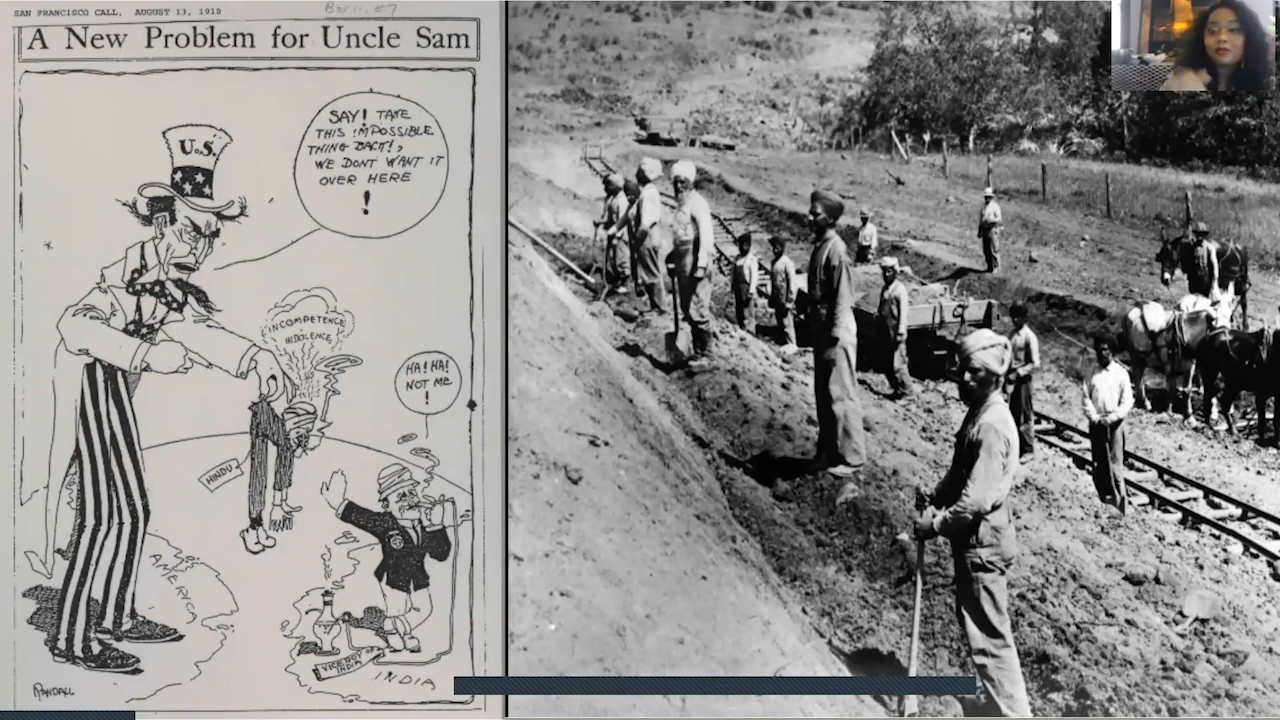 SAN FRANCISCO CALL, AUGUST 13, 1910
A New Problem for Uncle Sam
SAY! TAKE
THIS IMPOSSIBLE
THING BACK!,
WE DONT WANT IT
OVER HERE
!
U.S.
INCOMPETENCE
INDOLENCE
HA! HA!
NOT ME
!
HINDU
AMERICA
VICEROY OF
INDIA
INDIA
RANDALL